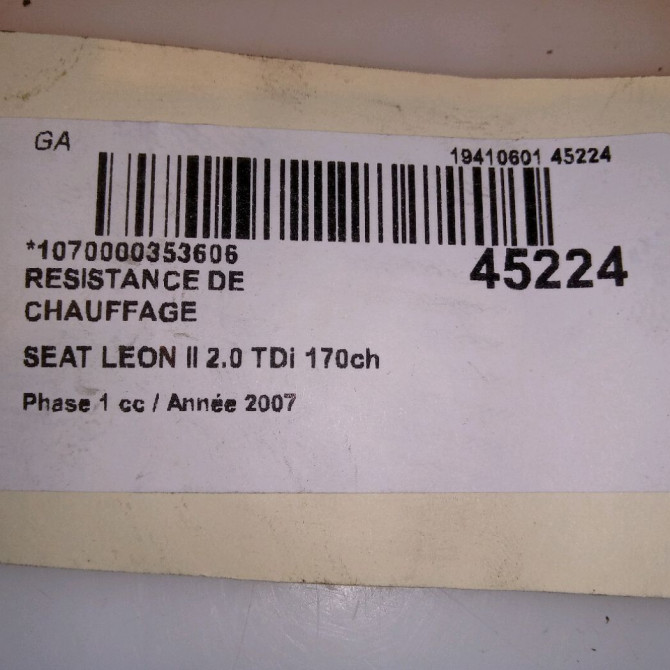 GA
19410601 45224
*1070000353606
45224
RESISTANCE DE
CHAUFFAGE
SEAT LEON II 2.0 TDi 170ch
Phase 1 cc / Année 2007